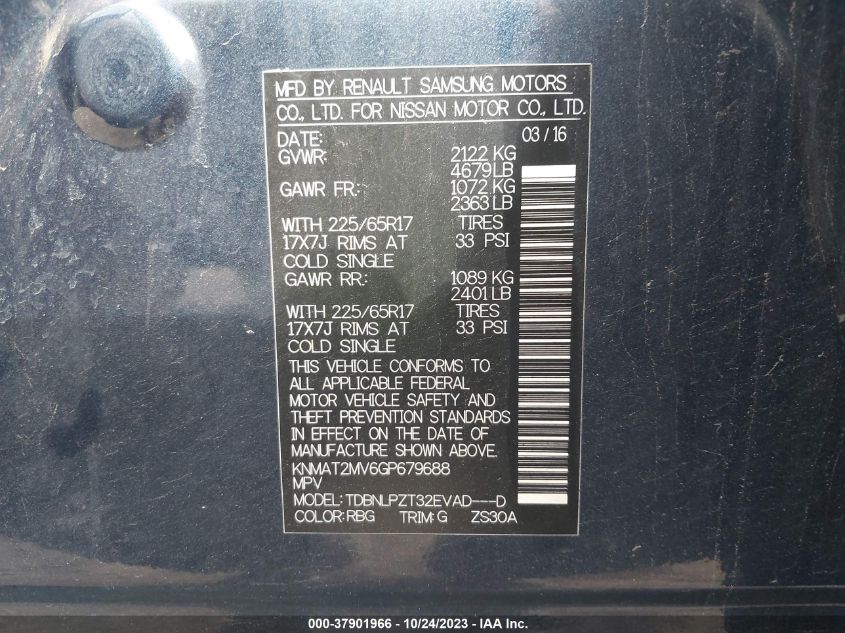 MFD BY RENAULT SAMSUNG MOTORS
CO., LTD. FOR NISSAN MOTOR CO., LTD.
DATE: 03/16
GVWR: 2122 KG
4679 LB
GAWR FR.: 1072 KG
2363 LB
WITH 225/65R17 TIRES
17X7J RIMS AT 33 PSI
COLD SINGLE
GAWR RR.: 1089 KG
2401 LB
WITH 225/65R17 TIRES
17X7J RIMS AT 33 PSI
COLD SINGLE
THIS VEHICLE CONFORMS TO
ALL APPLICABLE FEDERAL
MOTOR VEHICLE SAFETY AND
THEFT PREVENTION STANDARDS
IN EFFECT ON THE DATE OF
MANUFACTURE SHOWN ABOVE.
KNMAT2MV6GP679688
MPV
MODEL: TDBNLPZT32EVAD---D
COLOR: RBG TRIM: G ZS30A
000-37901966 - 10/24/2023 - IAA Inc.